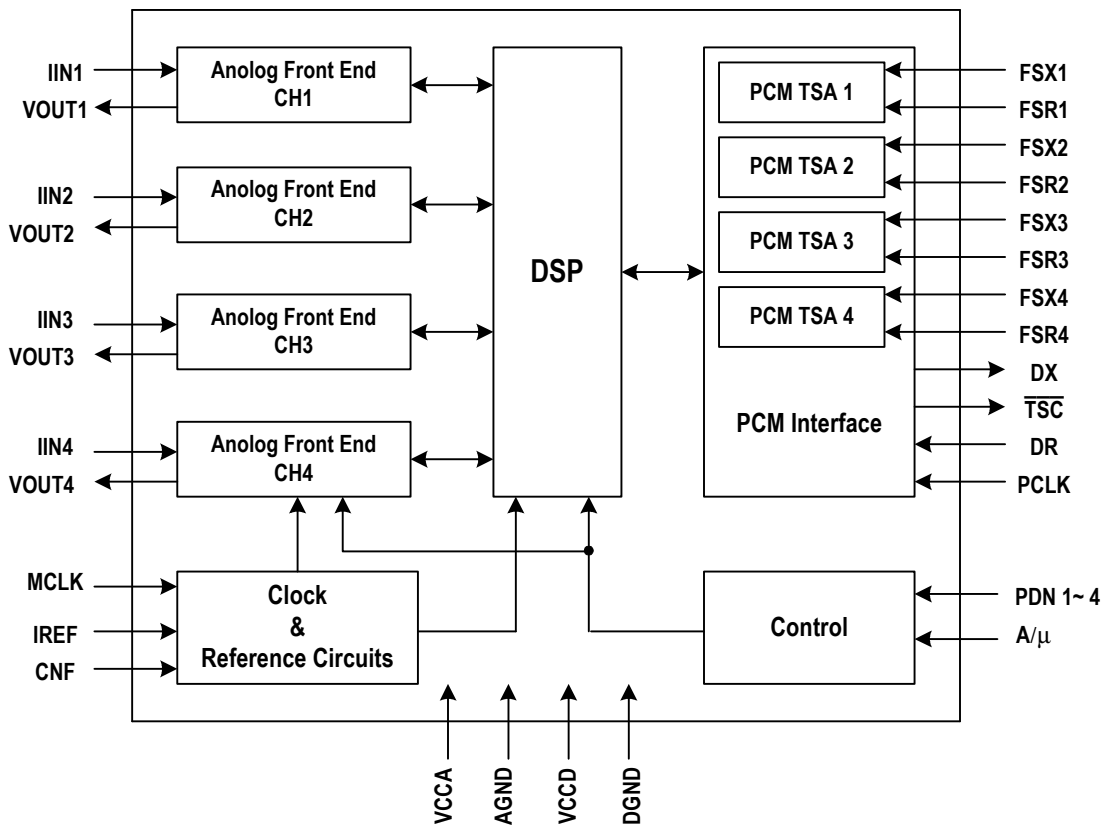 IIN1
VOUT1
Anolog Front End
CH1
IIN2
VOUT2
Anolog Front End
CH2
IIN3
VOUT3
Anolog Front End
CH3
IIN4
VOUT4
Anolog Front End
CH4
MCLK
IREF
CNF
Clock
&
Reference Circuits
DSP
PCM TSA 1
PCM TSA 2
PCM TSA 3
PCM TSA 4
PCM Interface
Control
FSX1
FSR1
FSX2
FSR2
FSX3
FSR3
FSX4
FSR4
DX
TSC
DR
PCLK
PDN 1~ 4
A/μ
VCCA
AGND
VCCD
DGND